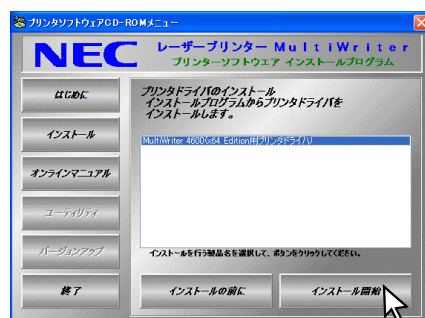 プリンタソフトウェアCD-ROMメニュー
NEC
レーザープリンター MultiWriter
プリンターソフトウエア インストールプログラム
はじめに
インストール
オンラインマニュアル
ユーティリティ
バージョンアップ
終了
プリンタドライバのインストール
インストールプログラムからプリンタドライバを
インストールします。
MultiWriter 4600(x64 Edition用プリンタドライバ)
インストールを行う製品名を選択して、ボタンをクリックしてください。
インストールの前に
インストール開始